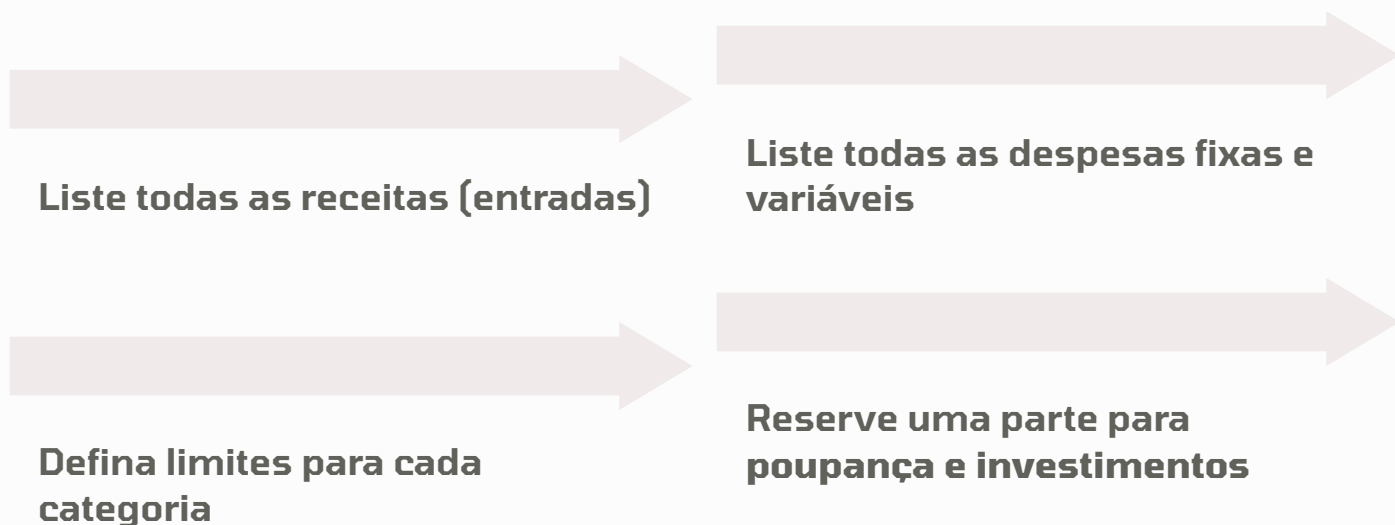 Liste todas as receitas (entradas)
Liste todas as despesas fixas e
variáveis
Defina limites para cada
categoria
Reserve uma parte para
poupança e investimentos